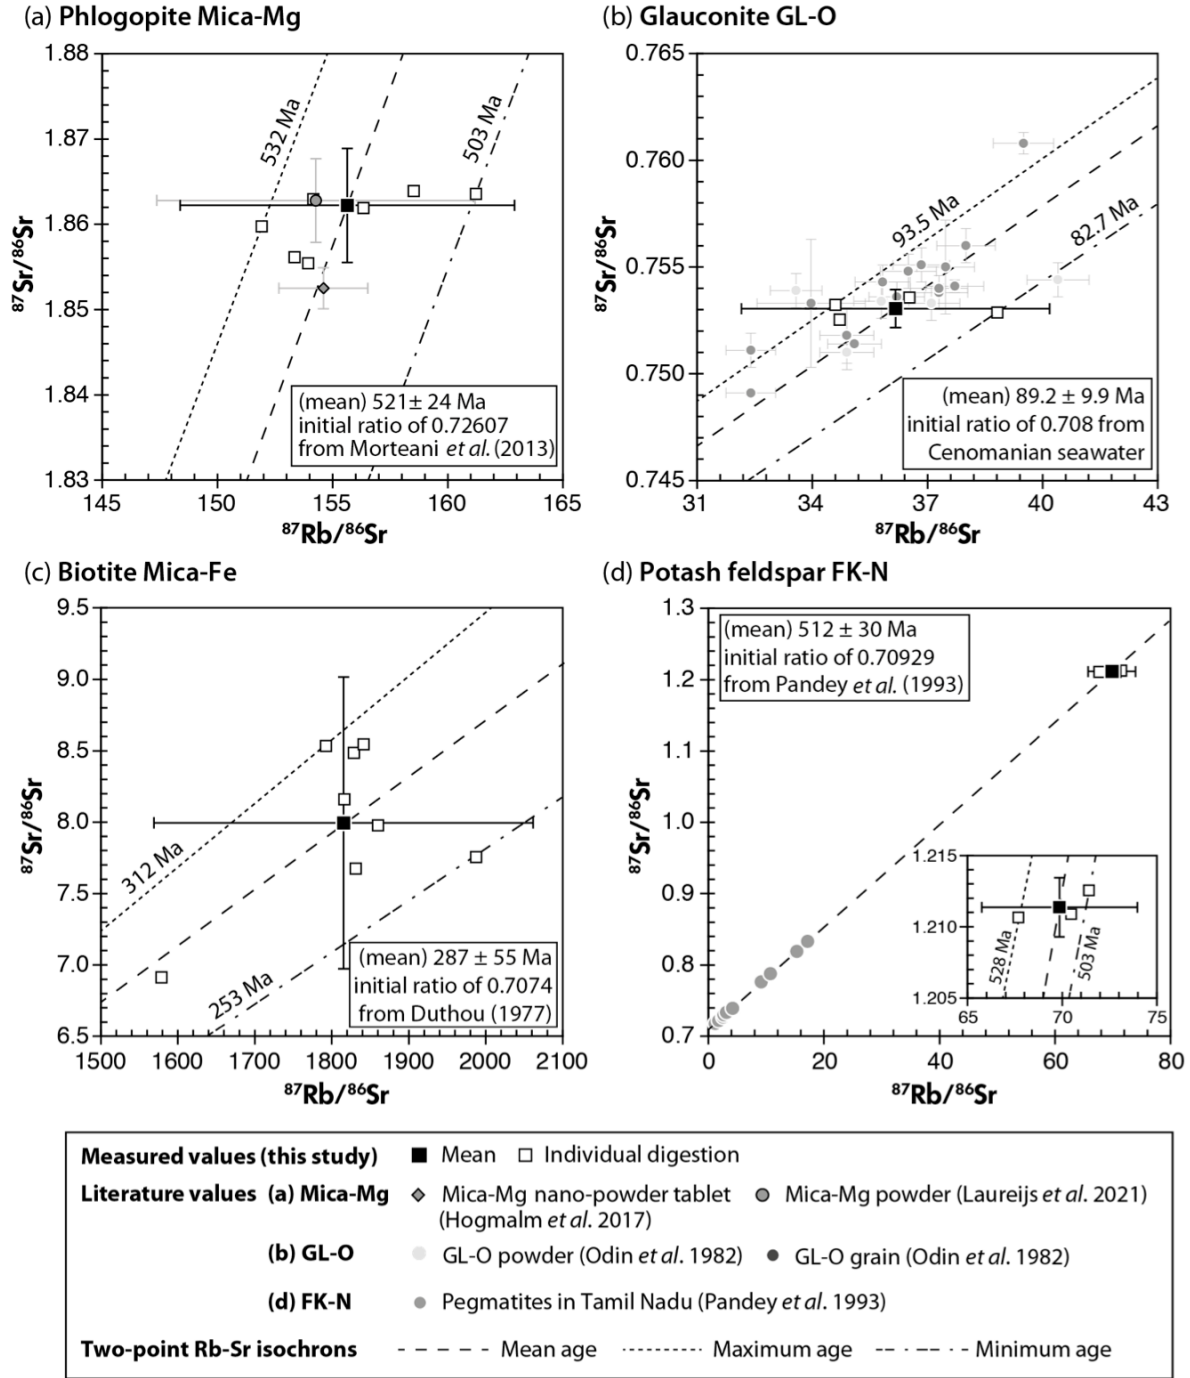 (a) Phlogopite Mica-Mg
1.88
1.87
1.86
1.85
1.84
1.83
⁸⁷Sr/⁸⁶Sr
532 Ma
503 Ma
(mean) 521± 24 Ma
initial ratio of 0.72607
from Morteani et al. (2013)
145 150 155 160 165
⁸⁷Rb/⁸⁶Sr
(b) Glauconite GL-O
0.765
0.760
0.755
0.750
0.745
⁸⁷Sr/⁸⁶Sr
93.5 Ma
82.7 Ma
(mean) 89.2 ± 9.9 Ma
initial ratio of 0.708 from
Cenomanian seawater
31 34 37 40 43
⁸⁷Rb/⁸⁶Sr
(c) Biotite Mica-Fe
9.5
9.0
8.5
8.0
7.5
7.0
6.5
⁸⁷Sr/⁸⁶Sr
312 Ma
253 Ma
(mean) 287 ± 55 Ma
initial ratio of 0.7074
from Duthou (1977)
1500 1600 1700 1800 1900 2000 2100
⁸⁷Rb/⁸⁶Sr
(d) Potash feldspar FK-N
1.3
1.2
1.1
1.0
0.9
0.8
0.7
⁸⁷Sr/⁸⁶Sr
(mean) 512 ± 30 Ma
initial ratio of 0.70929
from Pandey et al. (1993)
1.215
1.210
1.205
528 Ma
503 Ma
65 70 75
0 20 40 60 80
⁸⁷Rb/⁸⁶Sr
Measured values (this study) Mean Individual digestion
Literature values (a) Mica-Mg Mica-Mg nano-powder tablet Mica-Mg powder (Laureijs et al. 2021)
(Hogmalm et al. 2017)
(b) GL-O GL-O powder (Odin et al. 1982) GL-O grain (Odin et al. 1982)
(d) FK-N Pegmatites in Tamil Nadu (Pandey et al. 1993)
Two-point Rb-Sr isochrons Mean age Maximum age Minimum age